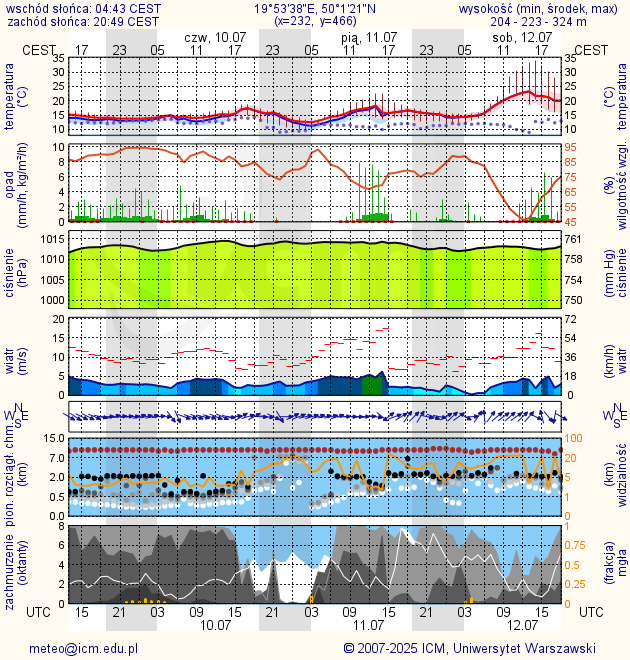 wschód słońca: 04:43 CEST 19°53'38"E, 50°1'21"N wysokość (min, środek, max)
zachód słońca: 20:49 CEST (x=232, y=466) 204 - 223 - 324 m
czw, 10.07 pią, 11.07 sob, 12.07
CEST 17 23 05 11 17 23 05 11 17 23 05 11 17 CEST
temperatura (°C) 35 30 25 20 15 10 35 30 25 20 15 10 temperatura (°C)
opad (mm/h, kg/m²/h) 10 8 6 4 2 0 95 85 75 65 55 45 (%) wilgotność wzgl.
ciśnienie (hPa) 1015 1010 1005 1000 761 758 754 750 (mm Hg) ciśnienie
wiatr (m/s) 20 15 10 5 0 72 54 36 18 0 (km/h) wiatr
N W E S N W E S
pion. rozciągł. chm. (km) 15.0 7.0 2.0 0.5 0.0 100 20 5 1 0 (km) widzialność
zachmurzenie (oktanty) 8 6 4 2 0 1 0.75 0.5 0.25 0 (frakcja) mgła
UTC 15 21 03 09 15 21 03 09 15 21 03 09 15 UTC
10.07 11.07 12.07
meteo@icm.edu.pl © 2007-2025 ICM, Uniwersytet Warszawski